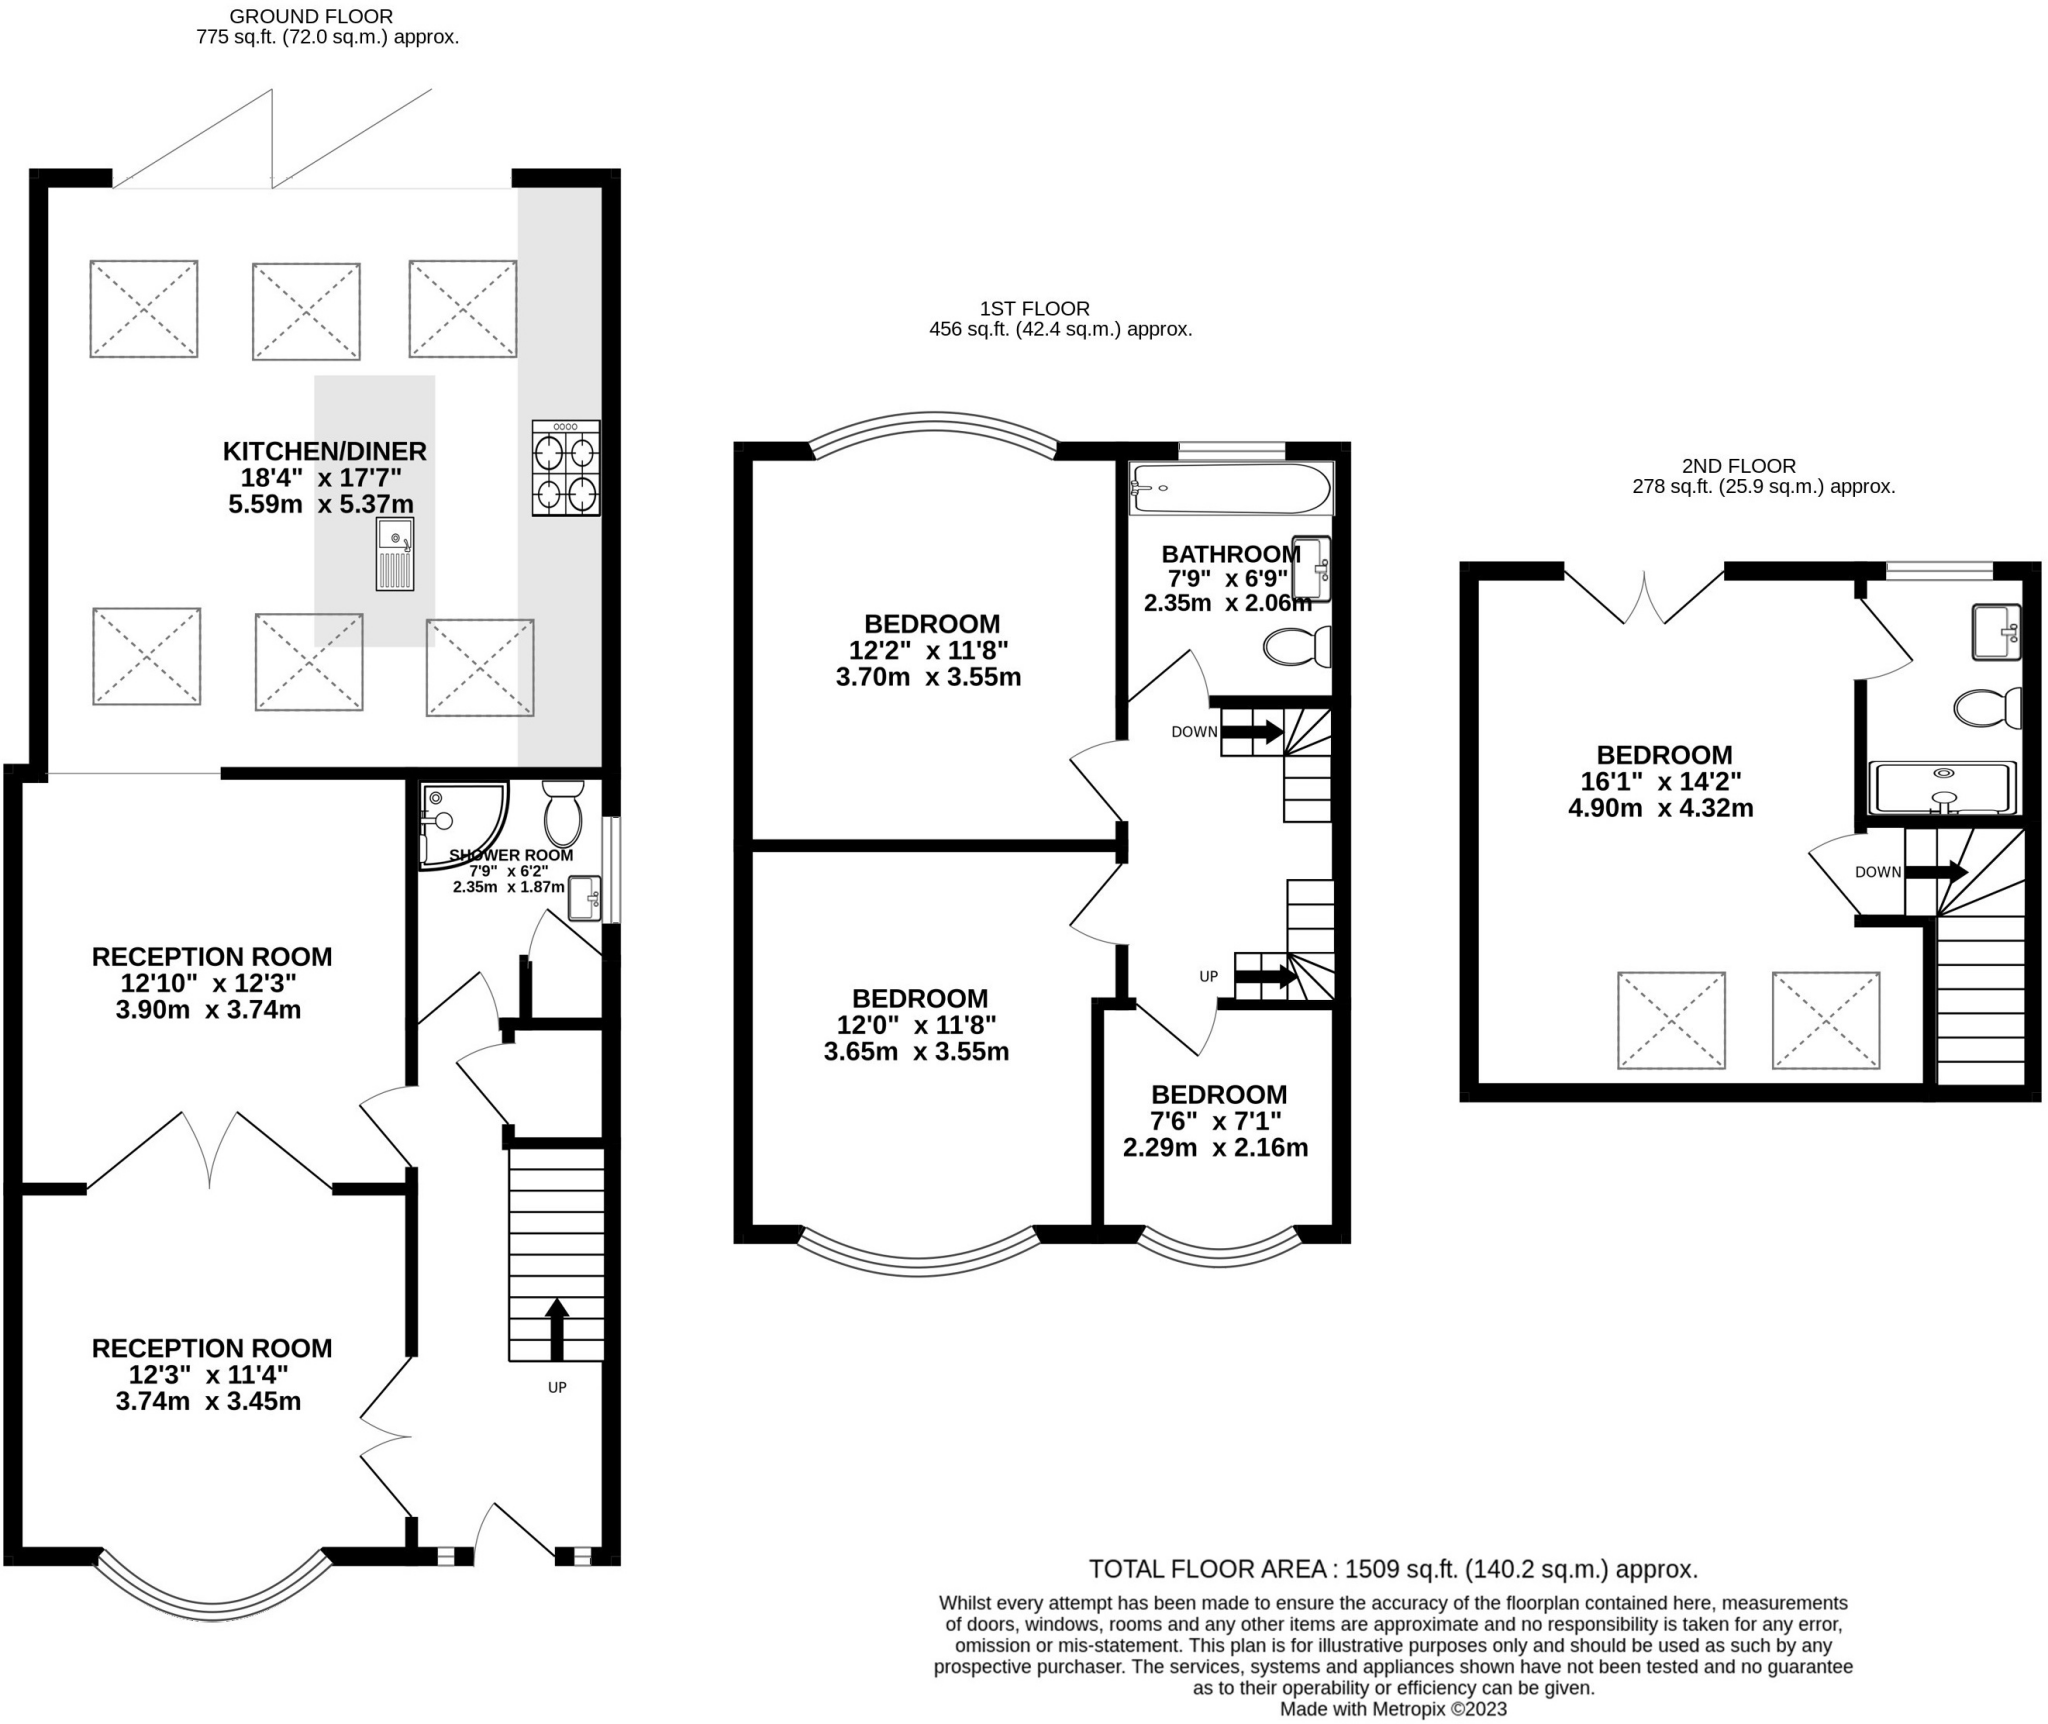 GROUND FLOOR
775 sq.ft. (72.0 sq.m.) approx.
KITCHEN/DINER
18'4" x 17'7"
5.59m x 5.37m
SHOWER ROOM
7'9" x 6'2"
2.35m x 1.87m
RECEPTION ROOM
12'10" x 12'3"
3.90m x 3.74m
RECEPTION ROOM
12'3" x 11'4"
3.74m x 3.45m
UP
1ST FLOOR
456 sq.ft. (42.4 sq.m.) approx.
BATHROOM
7'9" x 6'9"
2.35m x 2.06m
BEDROOM
12'2" x 11'8"
3.70m x 3.55m
DOWN
UP
BEDROOM
12'0" x 11'8"
3.65m x 3.55m
BEDROOM
7'6" x 7'1"
2.29m x 2.16m
2ND FLOOR
278 sq.ft. (25.9 sq.m.) approx.
BEDROOM
16'1" x 14'2"
4.90m x 4.32m
DOWN
TOTAL FLOOR AREA : 1509 sq.ft. (140.2 sq.m.) approx.
Whilst every attempt has been made to ensure the accuracy of the floorplan contained here, measurements
of doors, windows, rooms and any other items are approximate and no responsibility is taken for any error,
omission or mis-statement. This plan is for illustrative purposes only and should be used as such by any
prospective purchaser. The services, systems and appliances shown have not been tested and no guarantee
as to their operability or efficiency can be given.
Made with Metropix ©2023